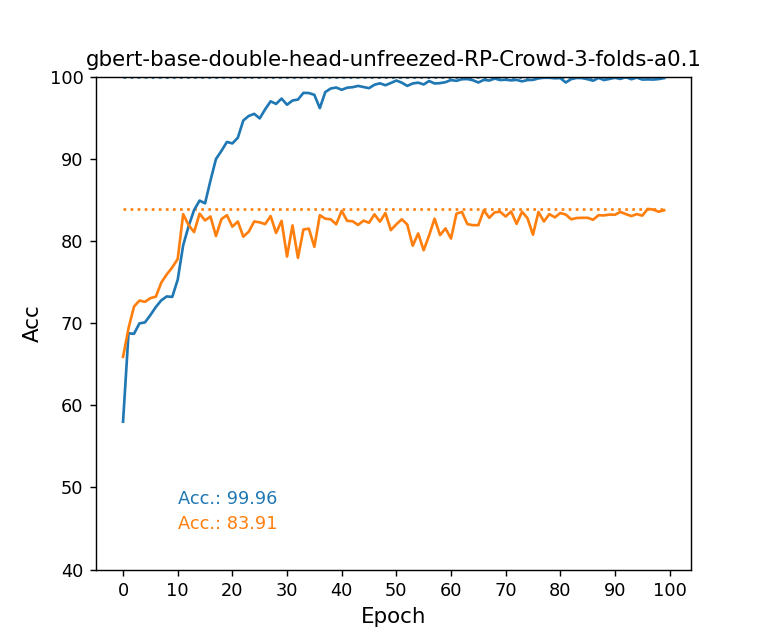 gbert-base-double-head-unfreezed-RP-Crowd-3-folds-a0.1
100
90
80
70
60
50
40
Acc
Acc.: 99.96
Acc.: 83.91
0 10 20 30 40 50 60 70 80 90 100
Epoch